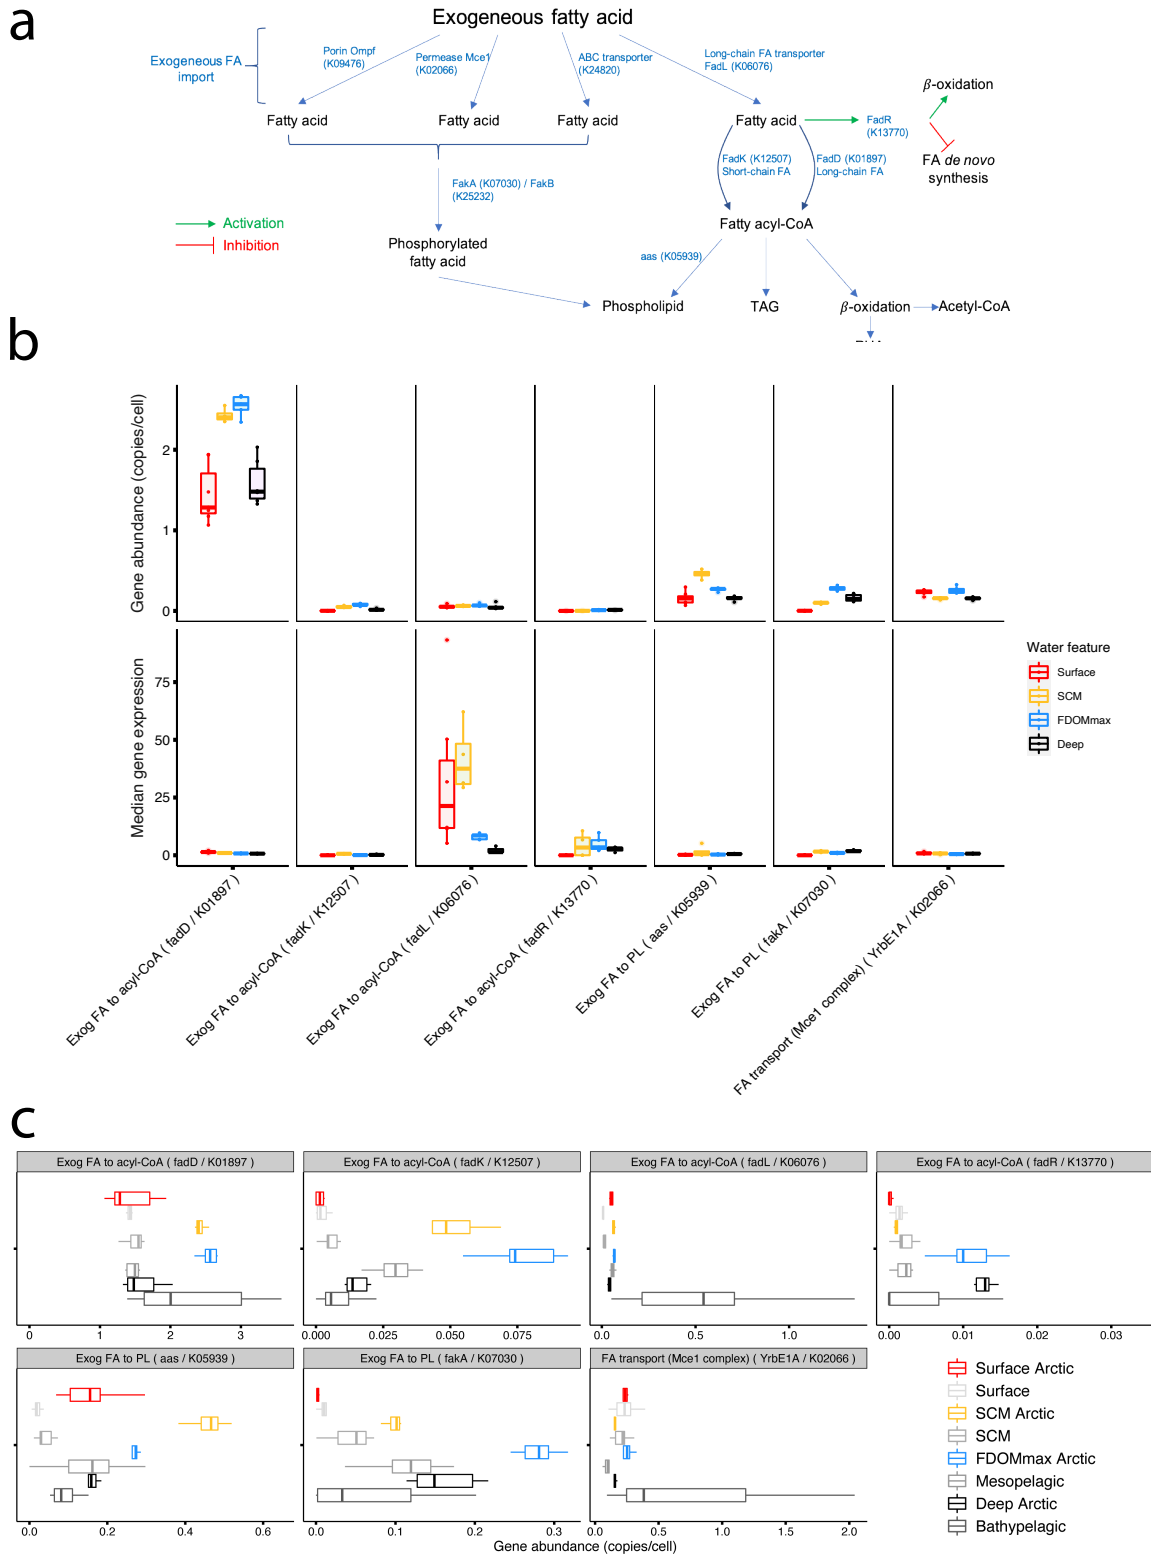 a
Exogeneous fatty acid
Exogeneous FA
import
Porin Ompf
(K09476)
Permease Mce1
(K02066)
ABC transporter
(K24820)
Long-chain FA transporter
FadL (K06076)
β-oxidation
Fatty acid
Fatty acid
Fatty acid
Fatty acid
FadR
(K13770)
FA de novo
synthesis
FadK (K12507)
Short-chain FA
FadD (K01897)
Long-chain FA
FakA (K07030) / FakB
(K25232)
Activation
Inhibition
Phosphorylated
fatty acid
Fatty acyl-CoA
aas (K05939)
Phospholipid
TAG
β-oxidation
Acetyl-CoA
b
Gene abundance (copies/cell)
2
1
0
Median gene expression
75
50
25
0
Water feature
Surface
SCM
FDOMmax
Deep
Exog FA to acyl-CoA ( fadD / K01897 )
Exog FA to acyl-CoA ( fadK / K12507 )
Exog FA to acyl-CoA ( fadL / K06076 )
Exog FA to acyl-CoA ( fadR / K13770 )
Exog FA to PL ( aas / K05939 )
Exog FA to PL ( fakA / K07030 )
FA transport (Mce1 complex) ( YrbE1A / K02066 )
c
Exog FA to acyl-CoA ( fadD / K01897 )
Exog FA to acyl-CoA ( fadK / K12507 )
Exog FA to acyl-CoA ( fadL / K06076 )
Exog FA to acyl-CoA ( fadR / K13770 )
0 1 2 3
0.000 0.025 0.050 0.075
0.0 0.5 1.0
0.00 0.01 0.02 0.03
Exog FA to PL ( aas / K05939 )
Exog FA to PL ( fakA / K07030 )
FA transport (Mce1 complex) ( YrbE1A / K02066 )
0.0 0.2 0.4 0.6
0.0 0.1 0.2 0.3
0.0 0.5 1.0 1.5 2.0
Gene abundance (copies/cell)
Surface Arctic
Surface
SCM Arctic
SCM
FDOMmax Arctic
Mesopelagic
Deep Arctic
Bathypelagic